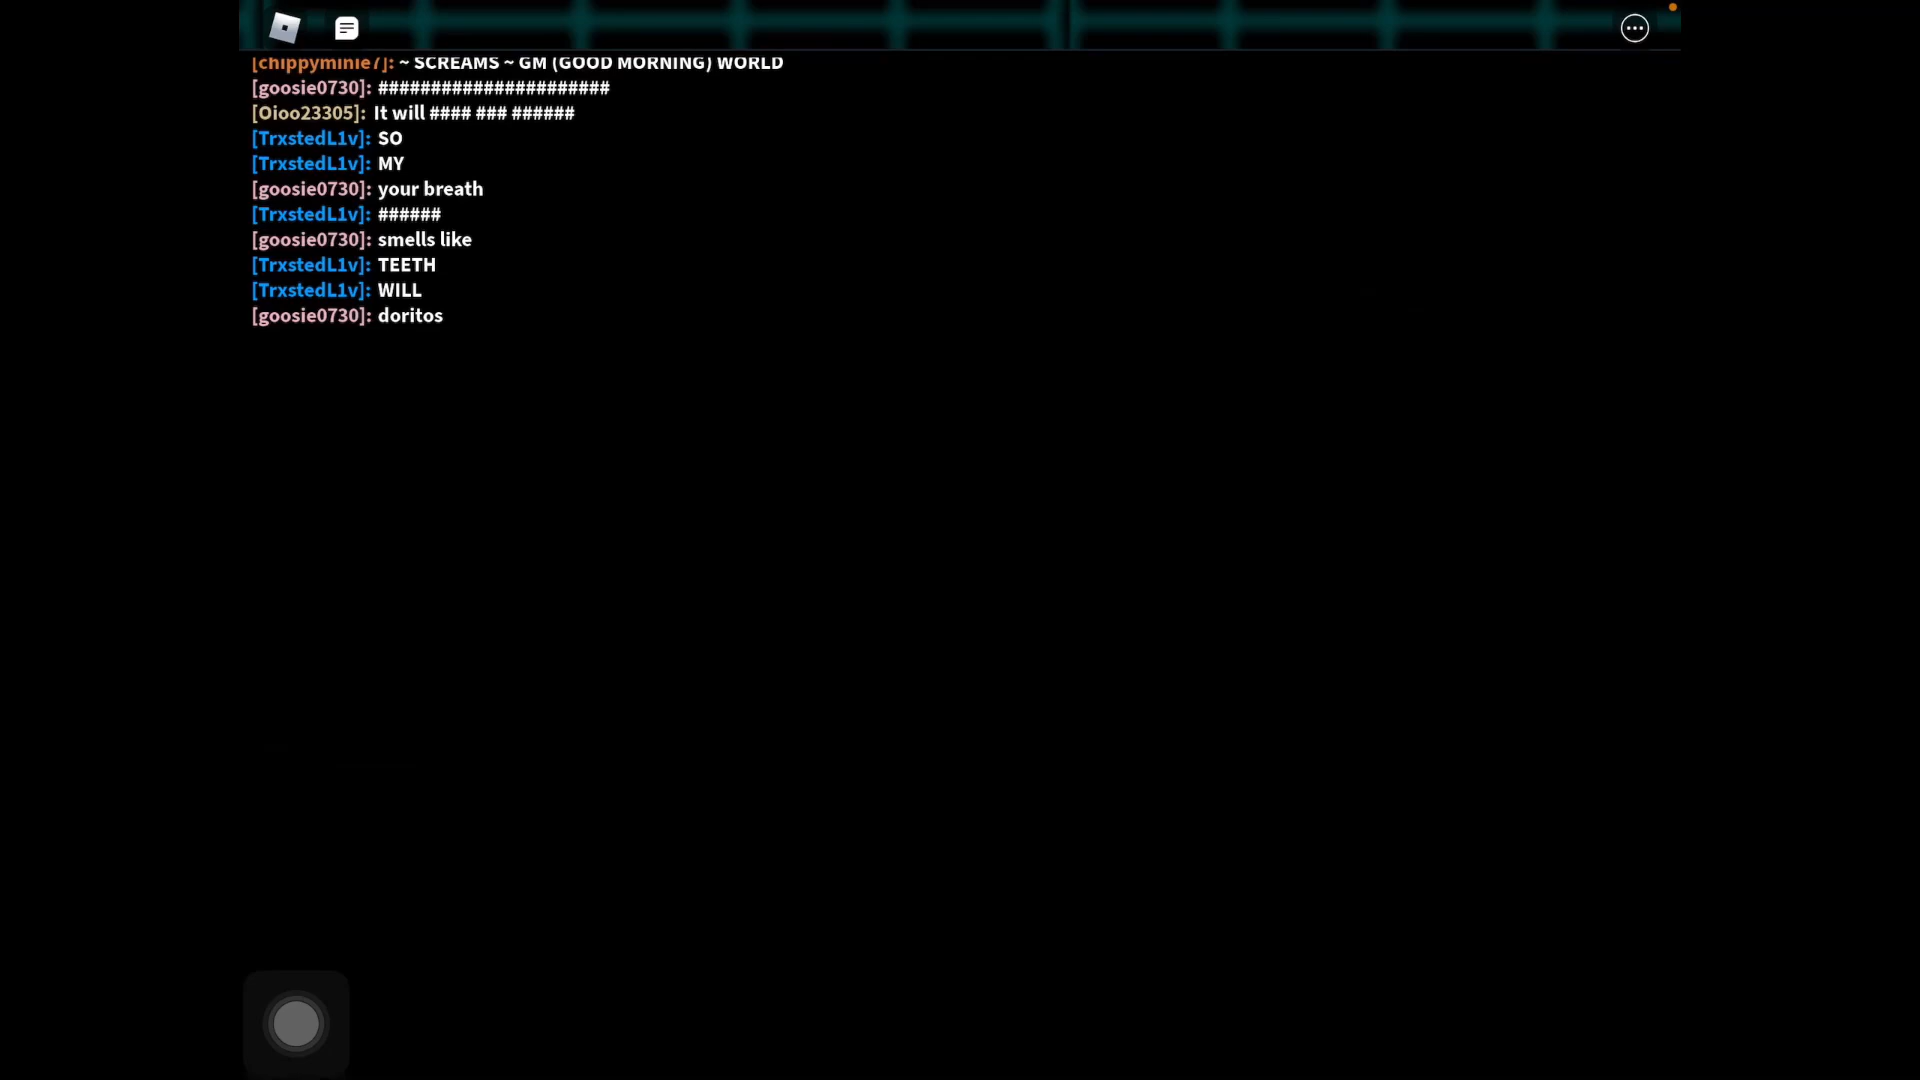 [chippyminie7]: ~ SCREAMS ~ GM (GOOD MORNING) WORLD
[goosie0730]: ######################
[Oioo23305]: It will #### ### ######
[TrxstedL1v]: SO
[TrxstedL1v]: MY
[goosie0730]: your breath
[TrxstedL1v]: ######
[goosie0730]: smells like
[TrxstedL1v]: TEETH
[TrxstedL1v]: WILL
[goosie0730]: doritos